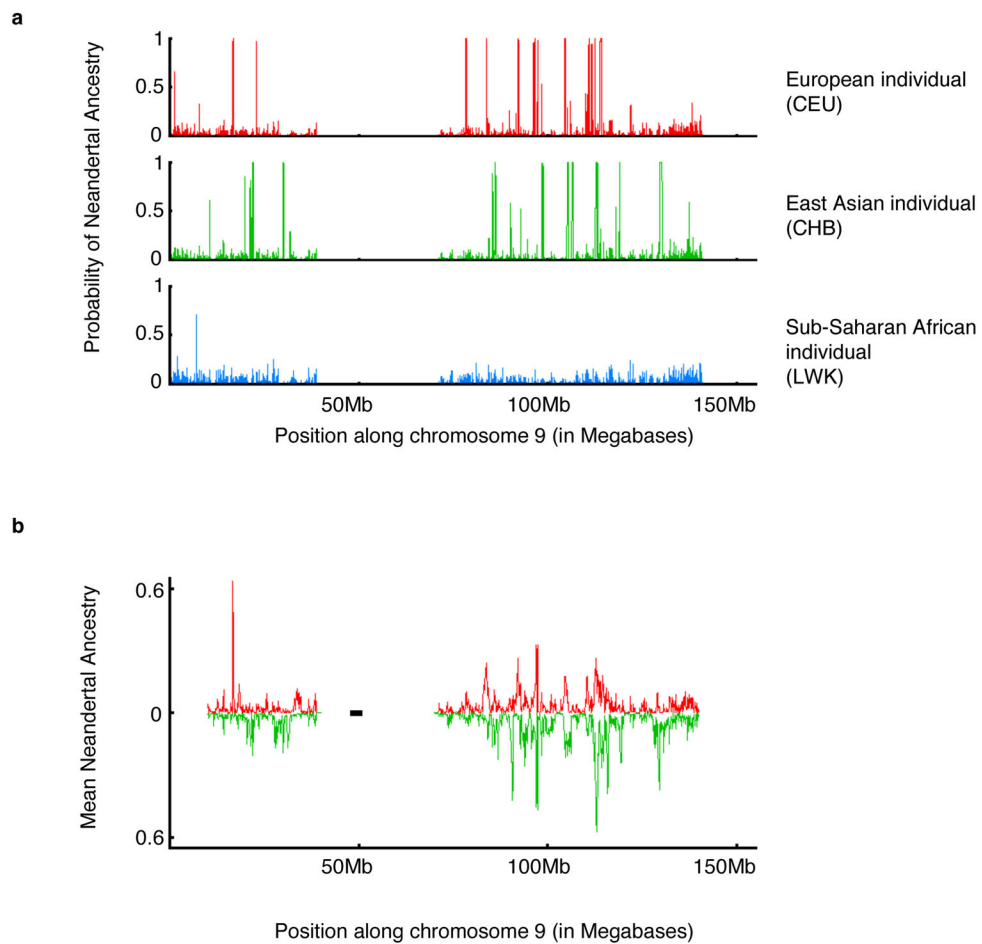 a
Probability of Neandertal Ancestry
1
0.5
0
European individual
(CEU)
1
0.5
0
East Asian individual
(CHB)
1
0.5
0
Sub-Saharan African
individual
(LWK)
50Mb 100Mb 150Mb
Position along chromosome 9 (in Megabases)
b
Mean Neandertal Ancestry
0.6
0
0.6
50Mb 100Mb 150Mb
Position along chromosome 9 (in Megabases)